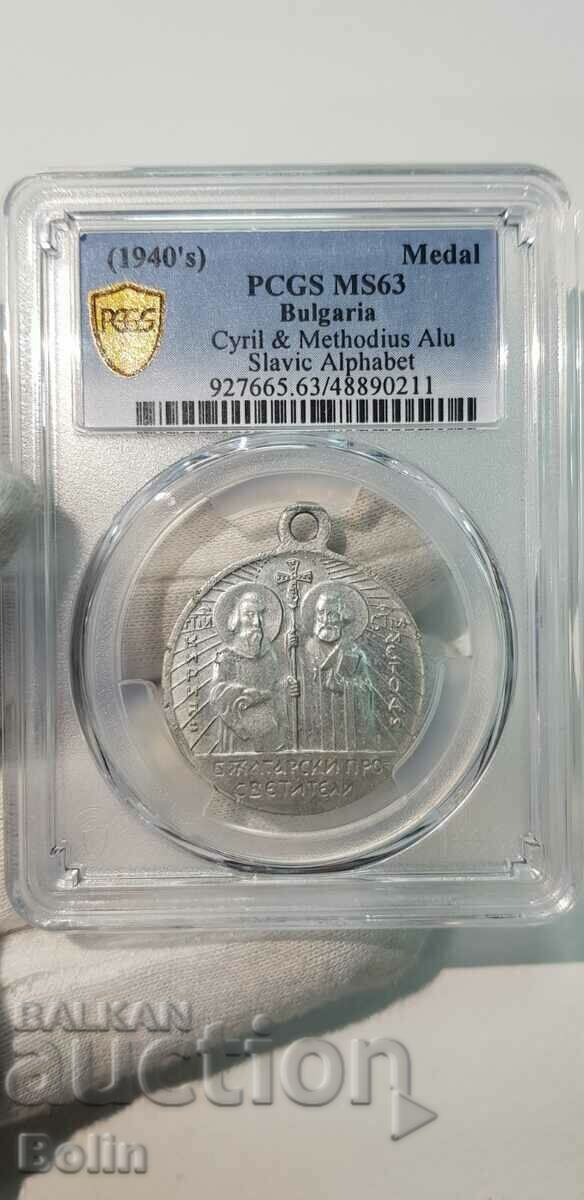 (1940's) Medal
PCGS MS63
Bulgaria
Cyril & Methodius Alu
Slavic Alphabet
927665.63/48890211
PCGS
БѪЛГАРСКИ ПРО-
СВЕТИТЕЛИ
BALKAN
auction
Bolin